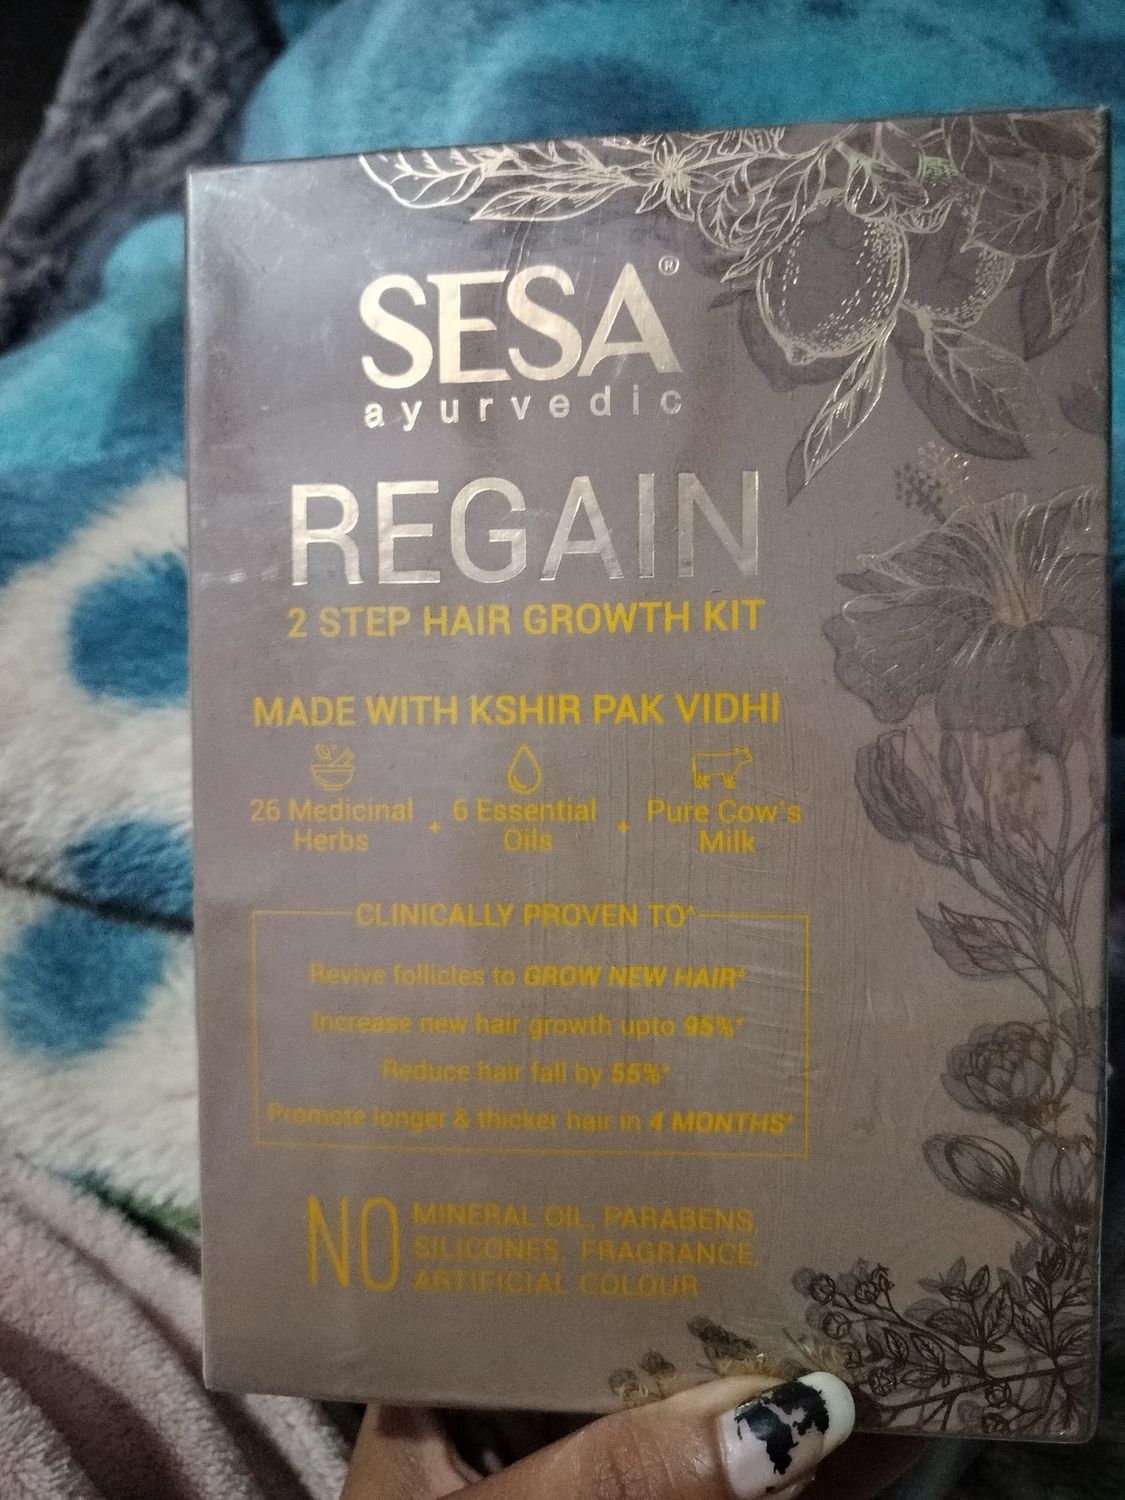 SESA®
ayurvedic
REGAIN
2 STEP HAIR GROWTH KIT
MADE WITH KSHIR PAK VIDHI
26 Medicinal Herbs + 6 Essential Oils + Pure Cow's Milk
CLINICALLY PROVEN TO^
Revive follicles to GROW NEW HAIR*
Increase new hair growth upto 95%*
Reduce hair fall by 55%*
Promote longer & thicker hair in 4 MONTHS*
NO MINERAL OIL, PARABENS,
SILICONES, FRAGRANCE,
ARTIFICIAL COLOUR